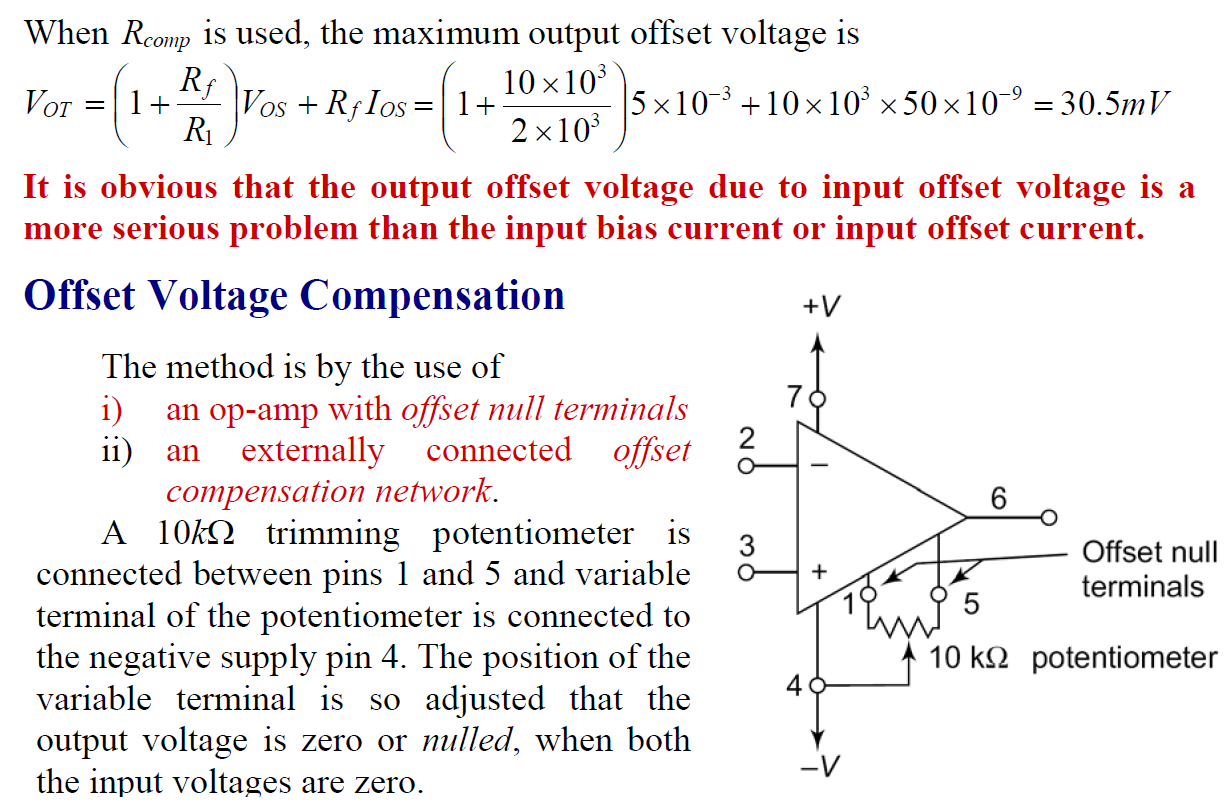 When Rcomp is used, the maximum output offset voltage is
VOT = (1 + Rf/R1)VOS + RfIOS = (1 + 10×10³/2×10³)5×10⁻³ + 10×10³ × 50×10⁻⁹ = 30.5mV
It is obvious that the output offset voltage due to input offset voltage is a
more serious problem than the input bias current or input offset current.
Offset Voltage Compensation
The method is by the use of
i) an op-amp with offset null terminals
ii) an externally connected offset
compensation network.
A 10kΩ trimming potentiometer is
connected between pins 1 and 5 and variable
terminal of the potentiometer is connected to
the negative supply pin 4. The position of the
variable terminal is so adjusted that the
output voltage is zero or nulled, when both
the input voltages are zero.
+V
7
2
−
6
3
+
Offset null
terminals
1
5
10 kΩ potentiometer
4
−V